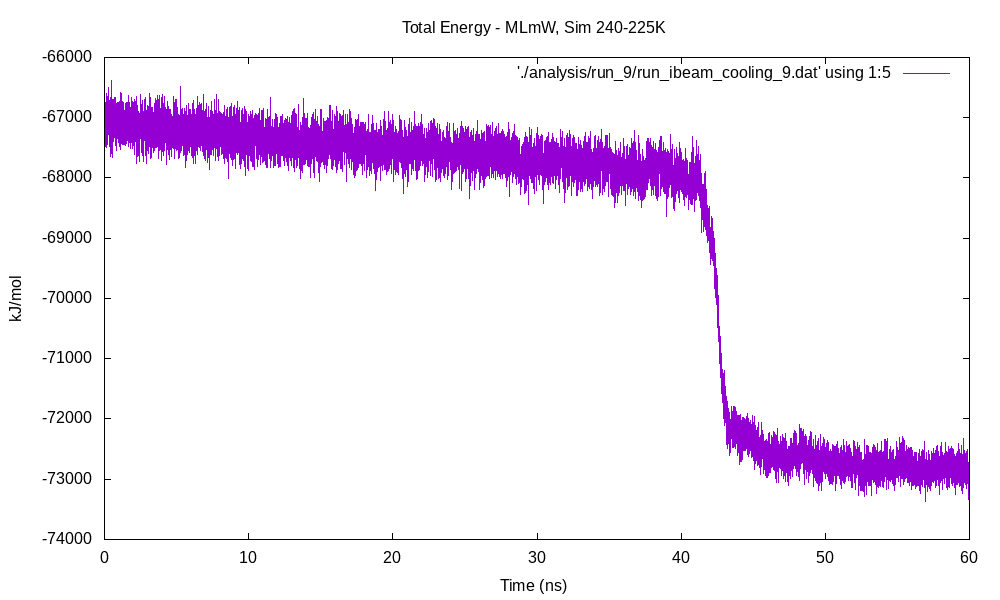 Total Energy - MLmW, Sim 240-225K
'./analysis/run_9/run_ibeam_cooling_9.dat' using 1:5
-66000
-67000
-68000
-69000
-70000
-71000
-72000
-73000
-74000
kJ/mol
0 10 20 30 40 50 60
Time (ns)